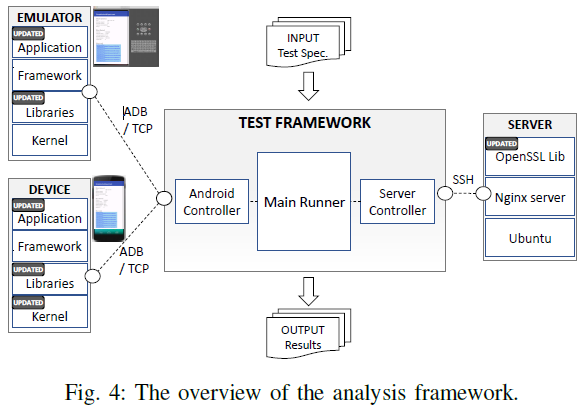 EMULATOR
UPDATED
Application
Framework
UPDATED
Libraries
Kernel
ADB
/ TCP
DEVICE
UPDATED
Application
Framework
UPDATED
Libraries
UPDATED
Kernel
ADB
/ TCP
INPUT
Test Spec.
TEST FRAMEWORK
Android
Controller
Main Runner
Server
Controller
OUTPUT
Results
SSH
SERVER
UPDATED
OpenSSL Lib
Nginx server
Ubuntu
Fig. 4: The overview of the analysis framework.